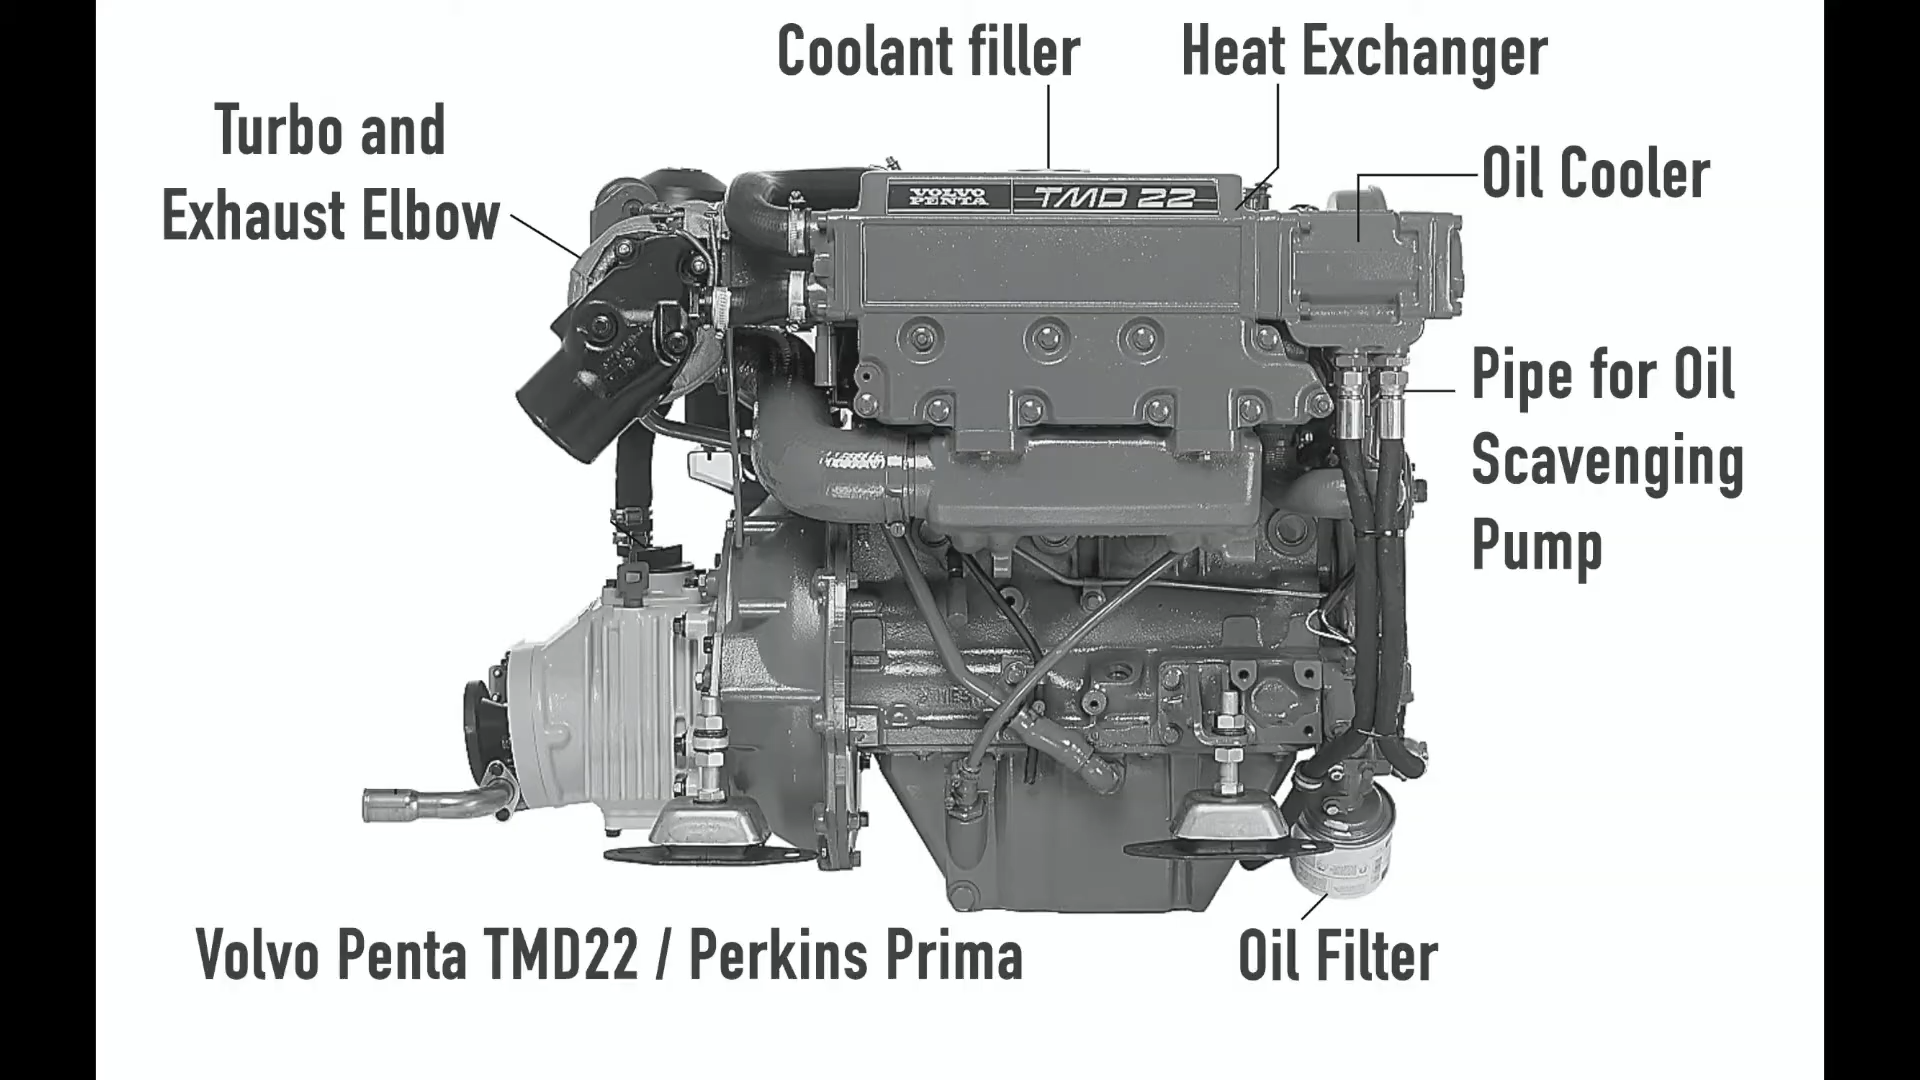 Coolant filler
Heat Exchanger
Turbo and
Exhaust Elbow
Oil Cooler
VOLVO
PENTA
TMD 22
Pipe for Oil
Scavenging
Pump
Volvo Penta TMD22 / Perkins Prima
Oil Filter